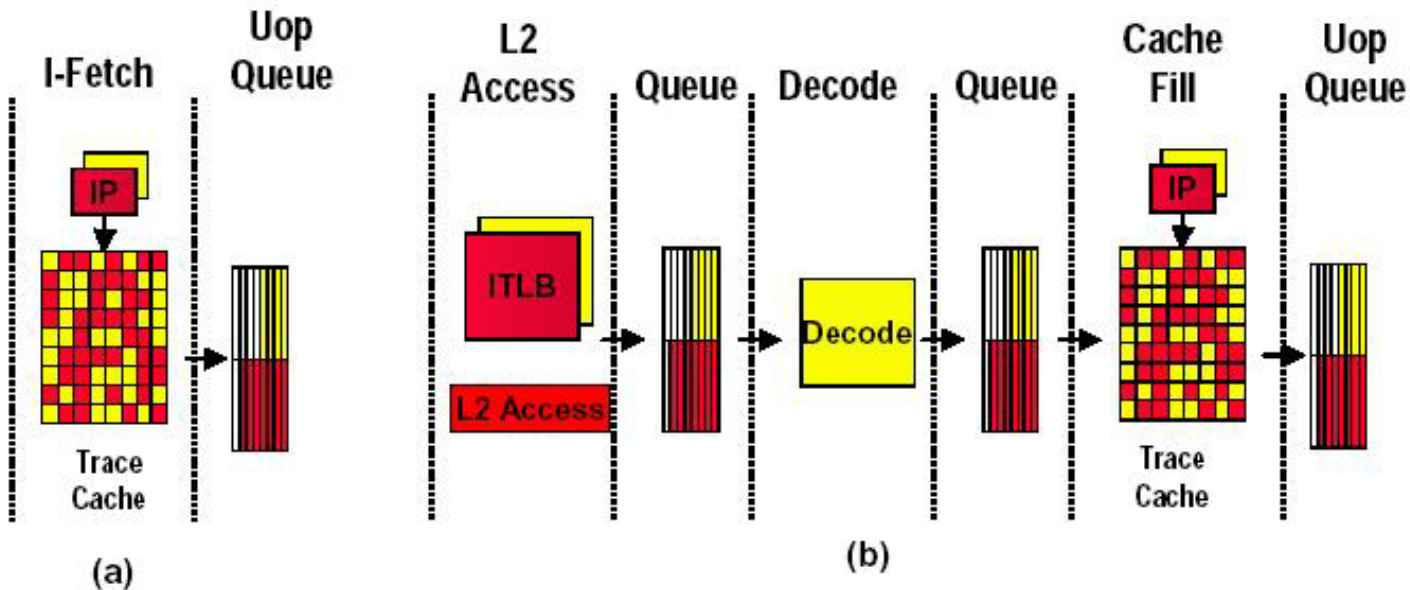 I-Fetch
Uop
Queue
IP
Trace
Cache
(a)
L2
Access
Queue
Decode
Queue
Cache
Fill
Uop
Queue
ITLB
L2 Access
Decode
IP
Trace
Cache
(b)